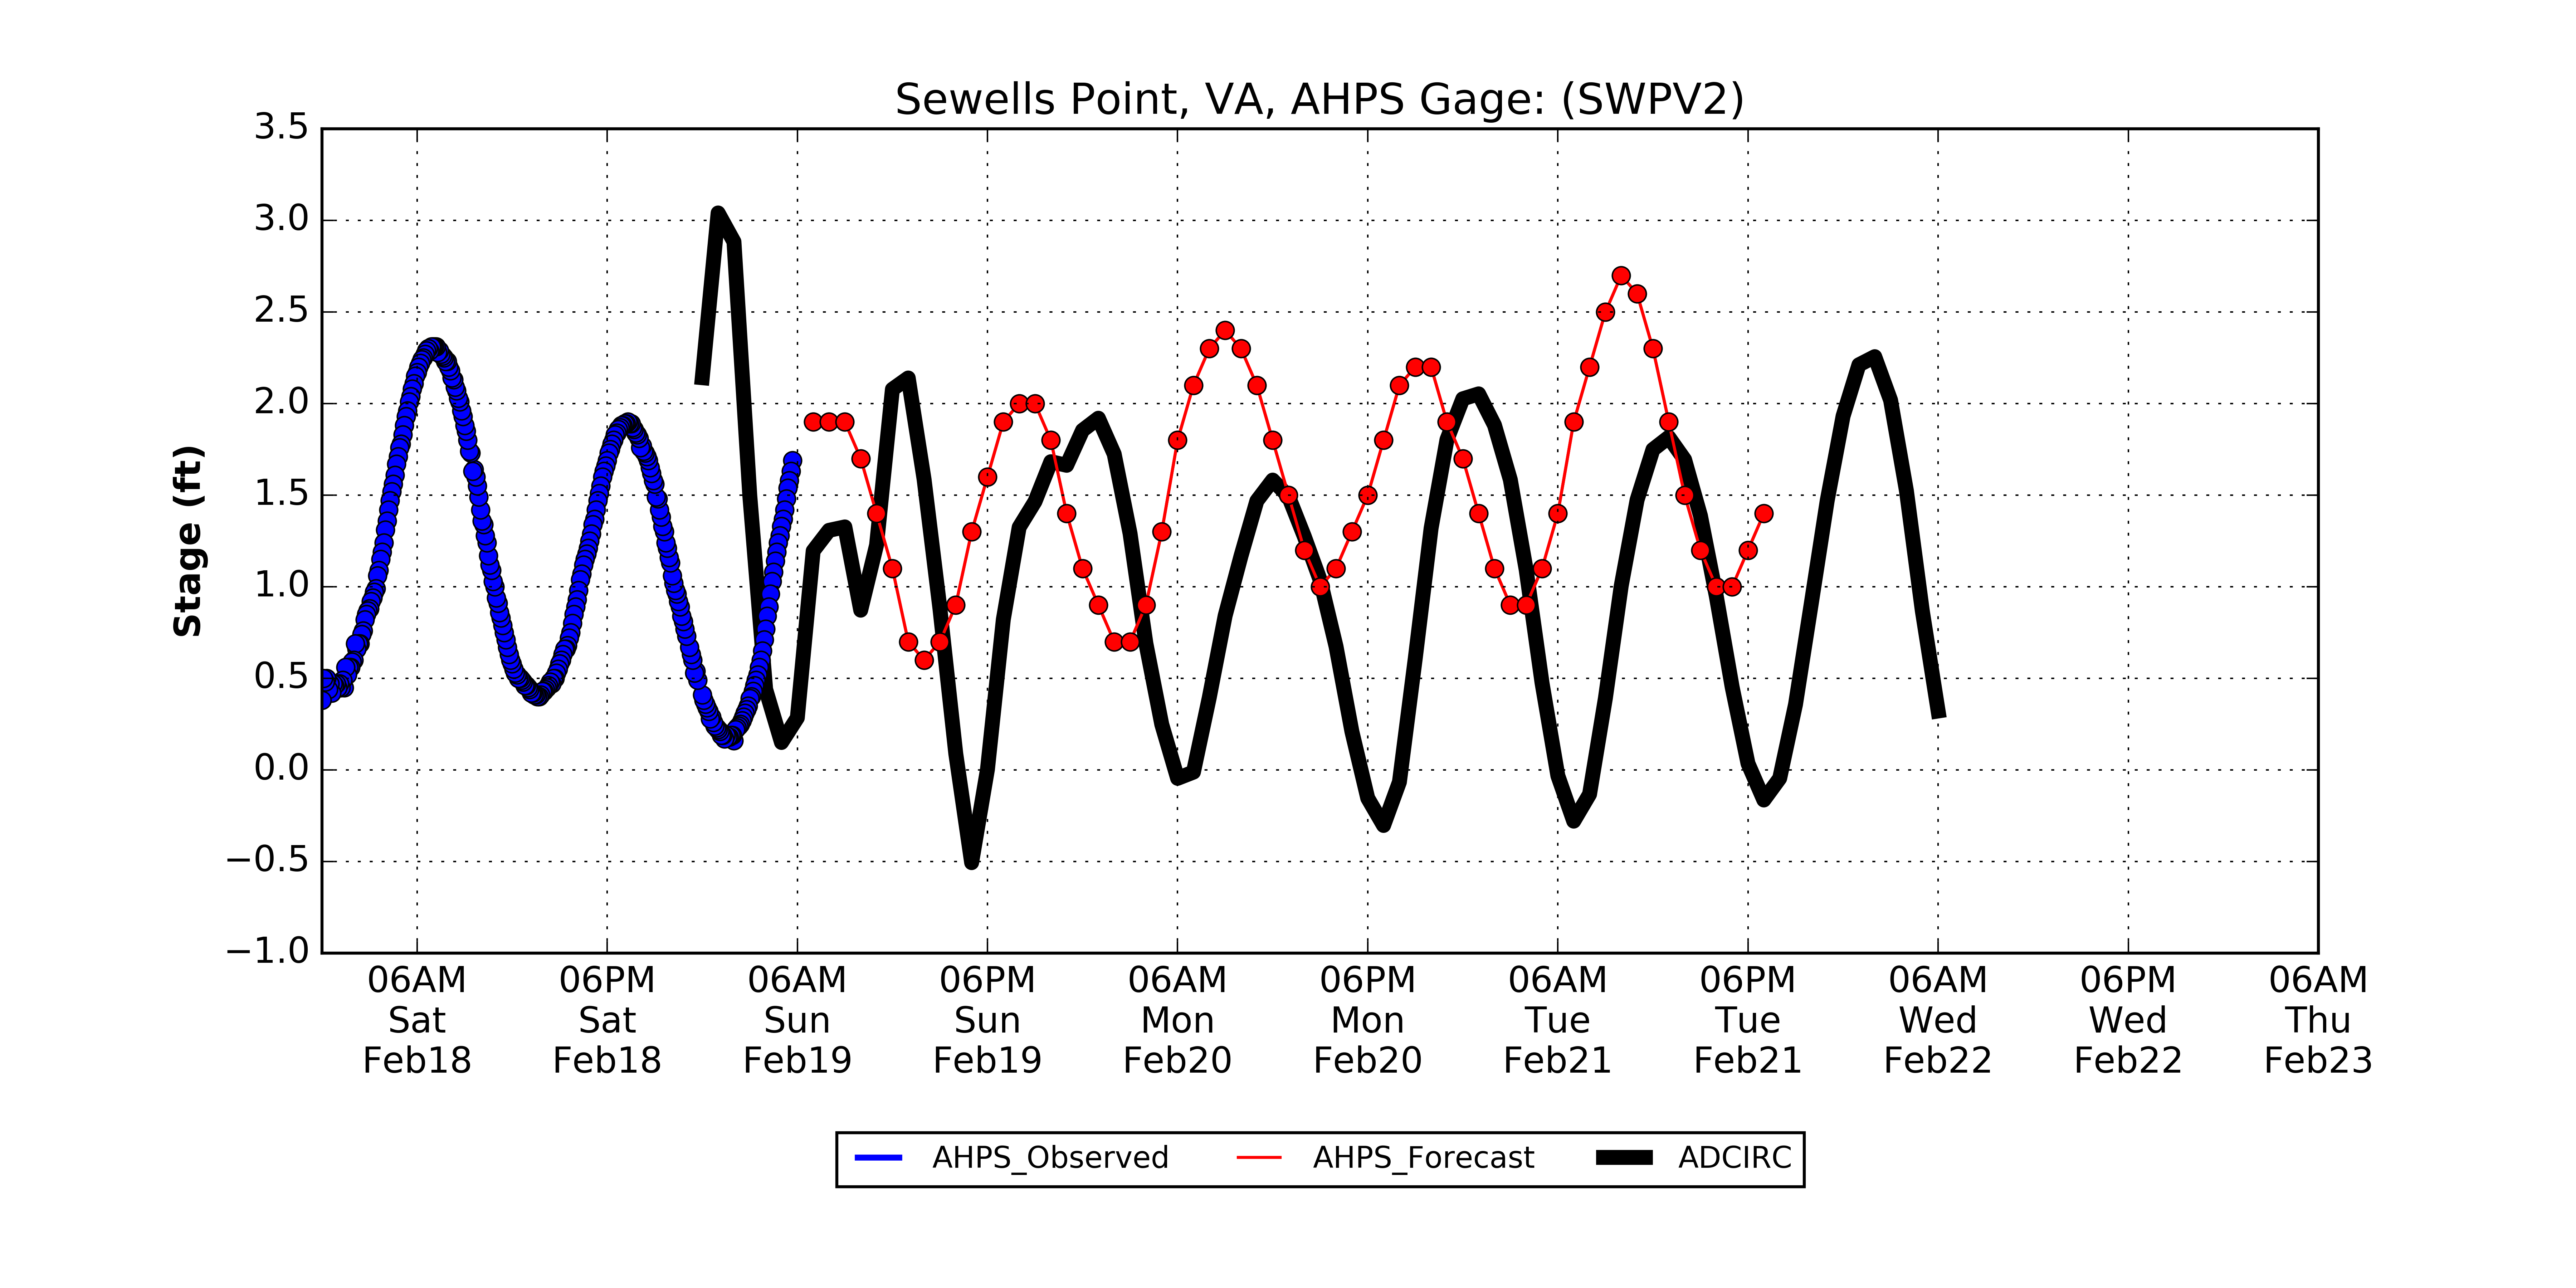 Sewells Point, VA, AHPS Gage: (SWPV2)
3.5
3.0
2.5
2.0
1.5
1.0
0.5
0.0
−0.5
−1.0
Stage (ft)
06AM 06PM 06AM 06PM 06AM 06PM 06AM 06PM 06AM 06PM 06AM
Sat Sat Sun Sun Mon Mon Tue Tue Wed Wed Thu
Feb18 Feb18 Feb19 Feb19 Feb20 Feb20 Feb21 Feb21 Feb22 Feb22 Feb23
AHPS_Observed AHPS_Forecast ADCIRC